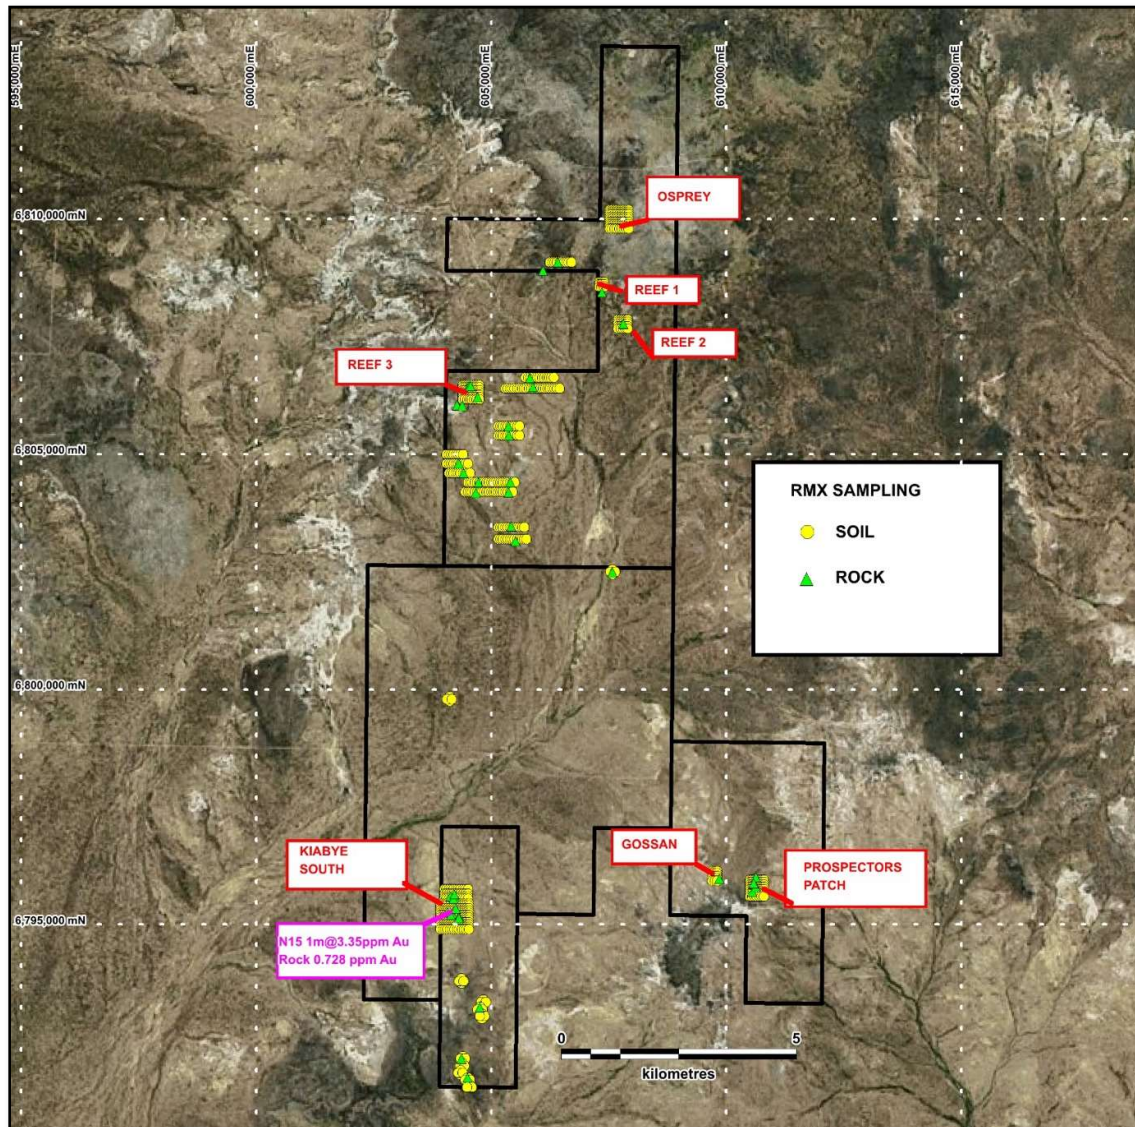 595,000 mE
600,000 mE
605,000 mE
610,000 mE
615,000 mE
6,810,000 mN
OSPREY
REEF 1
REEF 2
REEF 3
6,805,000 mN
RMX SAMPLING
SOIL
ROCK
6,800,000 mN
KIABYE
SOUTH
GOSSAN
PROSPECTORS
PATCH
6,795,000 mN
N15 1m@3.35ppm Au
Rock 0.728 ppm Au
0
5
kilometres